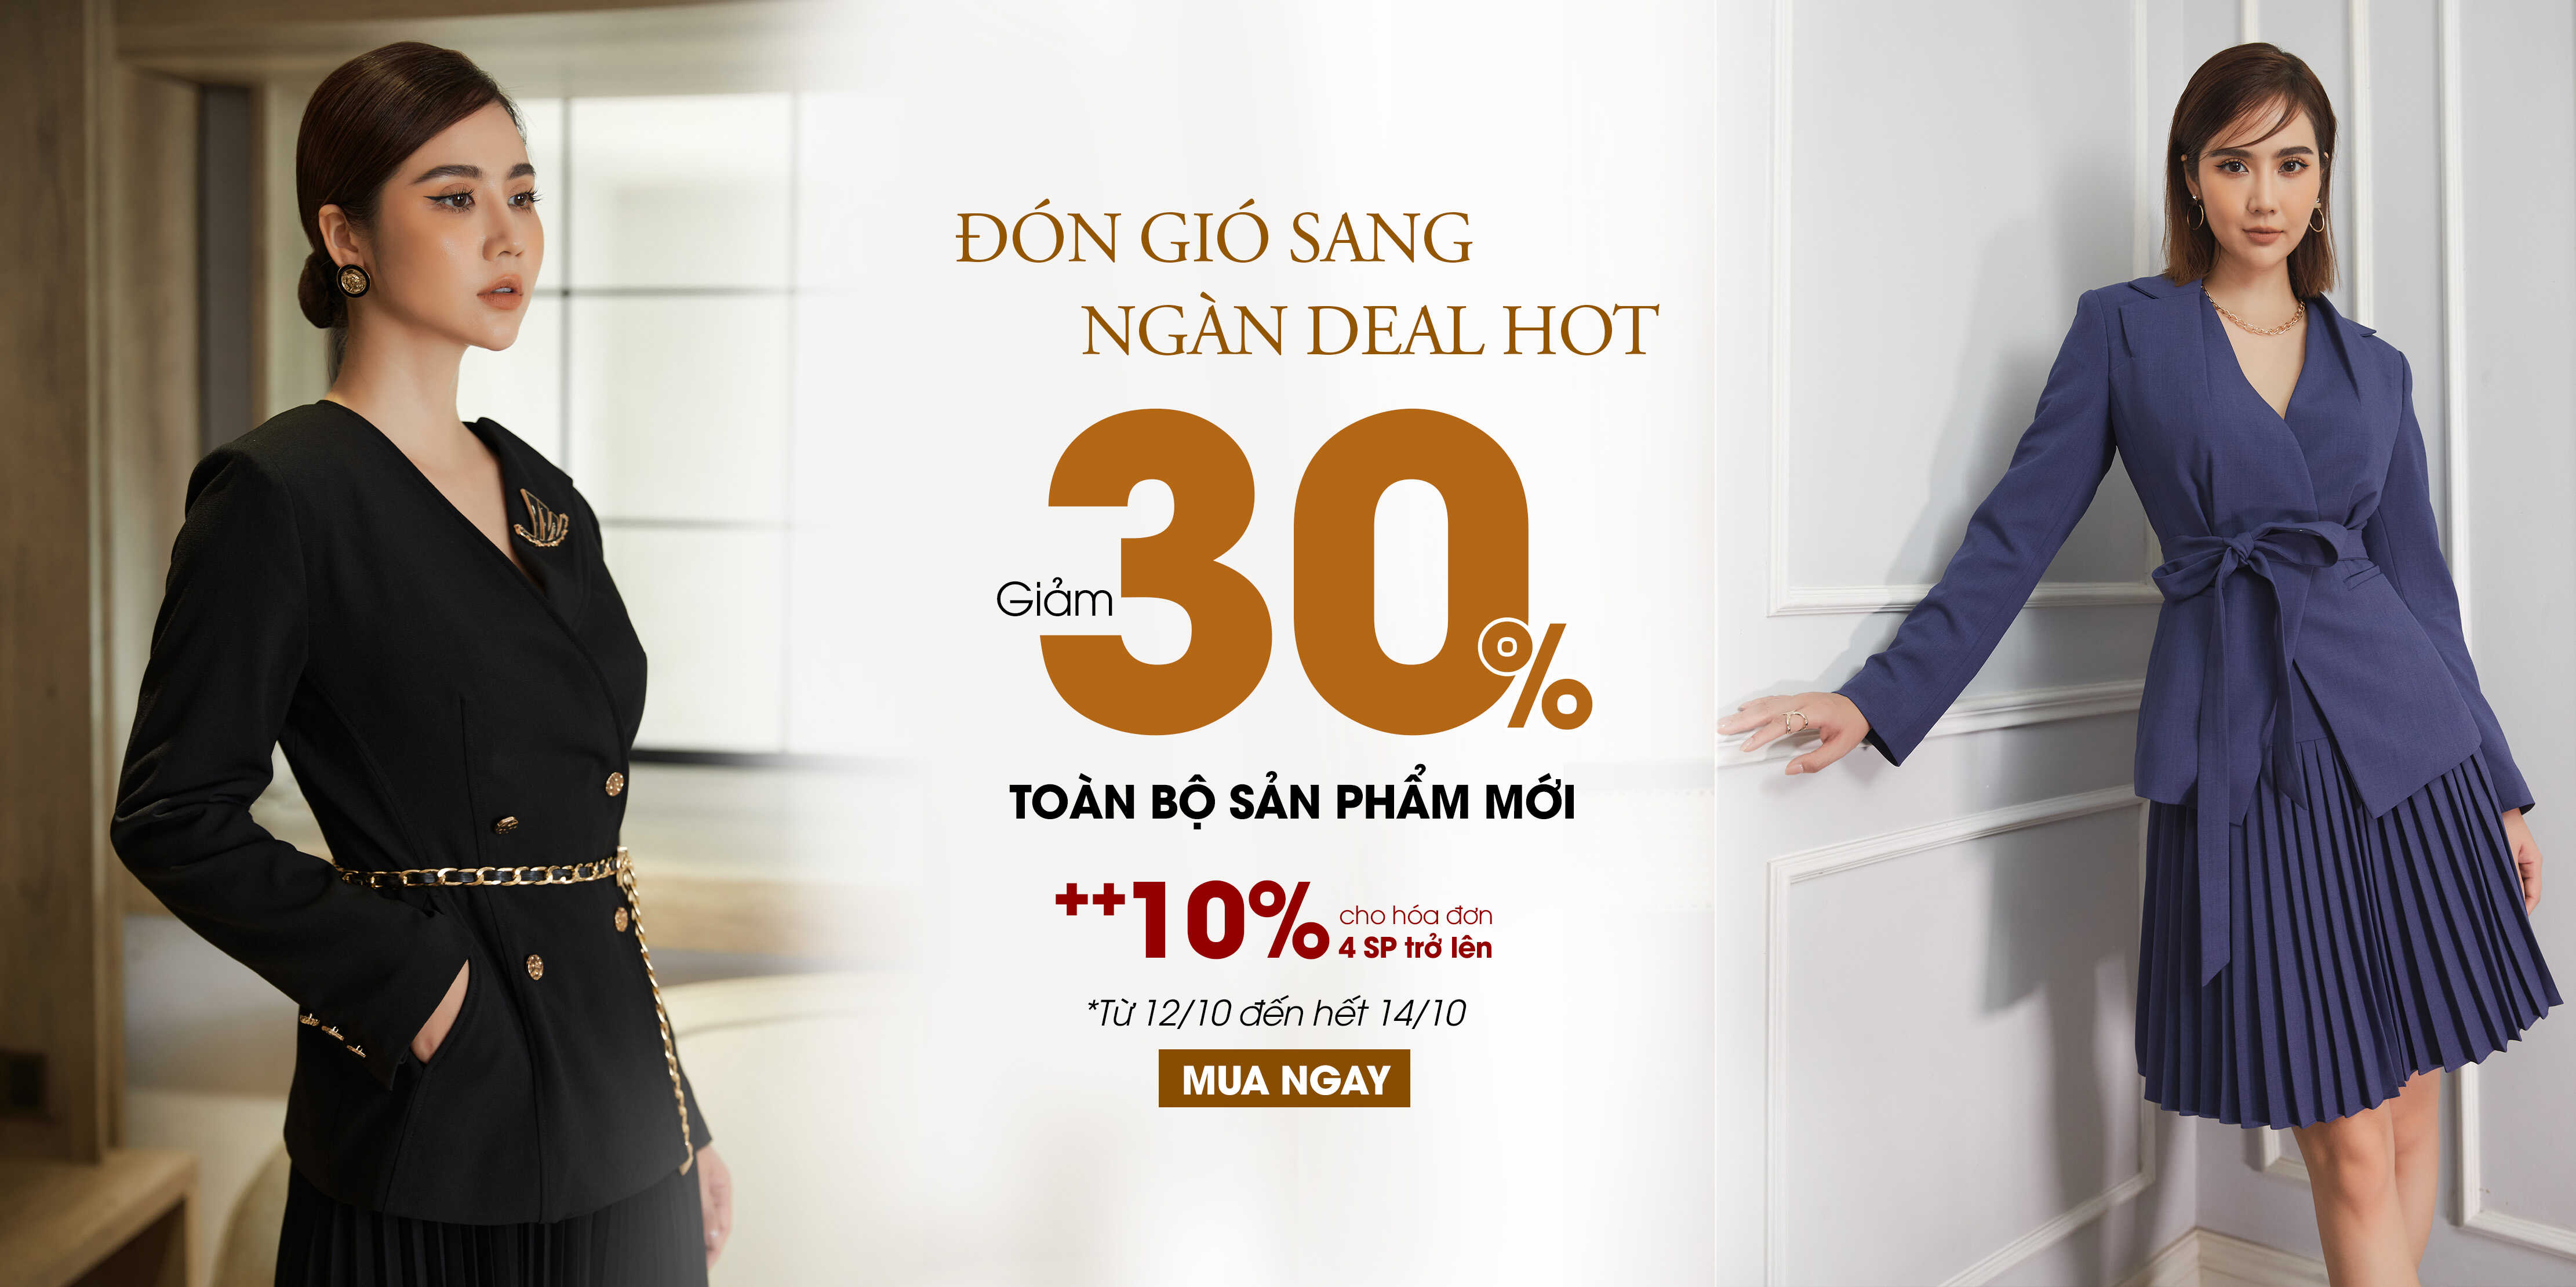 ĐÓN GIÓ SANG
NGÀN DEAL HOT
Giảm 30%
TOÀN BỘ SẢN PHẨM MỚI
++10% cho hóa đơn
4 SP trở lên
*Từ 12/10 đến hết 14/10
MUA NGAY